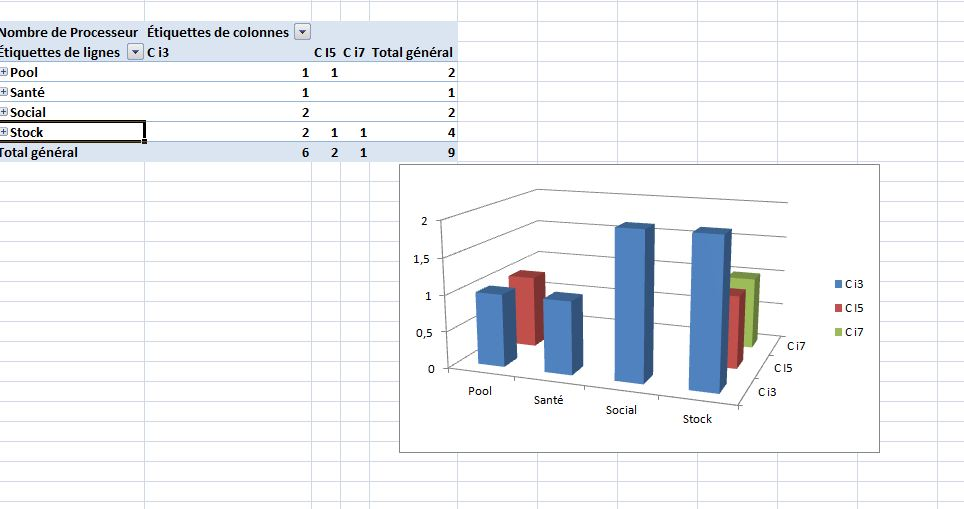 Nombre de Processeur Étiquettes de colonnes
Étiquettes de lignes C i3 C I5 C i7 Total général
Pool 1 1 2
Santé 1 1
Social 2 2
Stock 2 1 1 4
Total général 6 2 1 9
2
1,5
1
0,5
0
Pool
Santé
Social
Stock
C i7
C I5
C i3
C i3
C I5
C i7